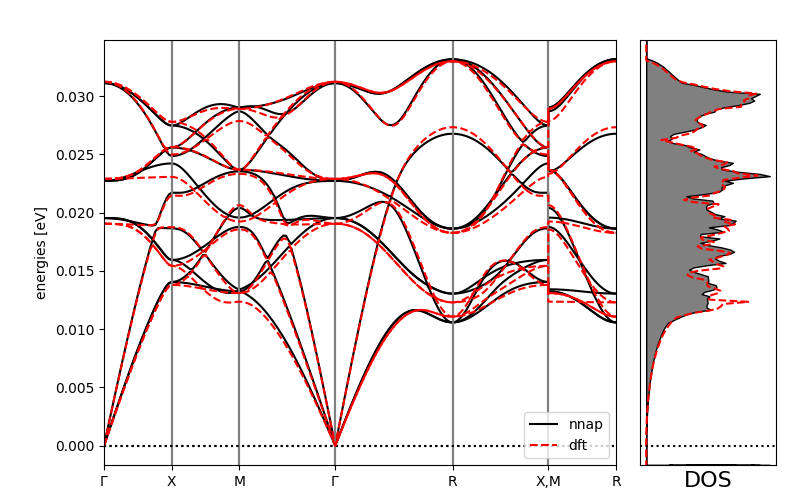 energies [eV]
0.030
0.025
0.020
0.015
0.010
0.005
0.000
nnap
dft
Γ X M Γ R X,M R
DOS